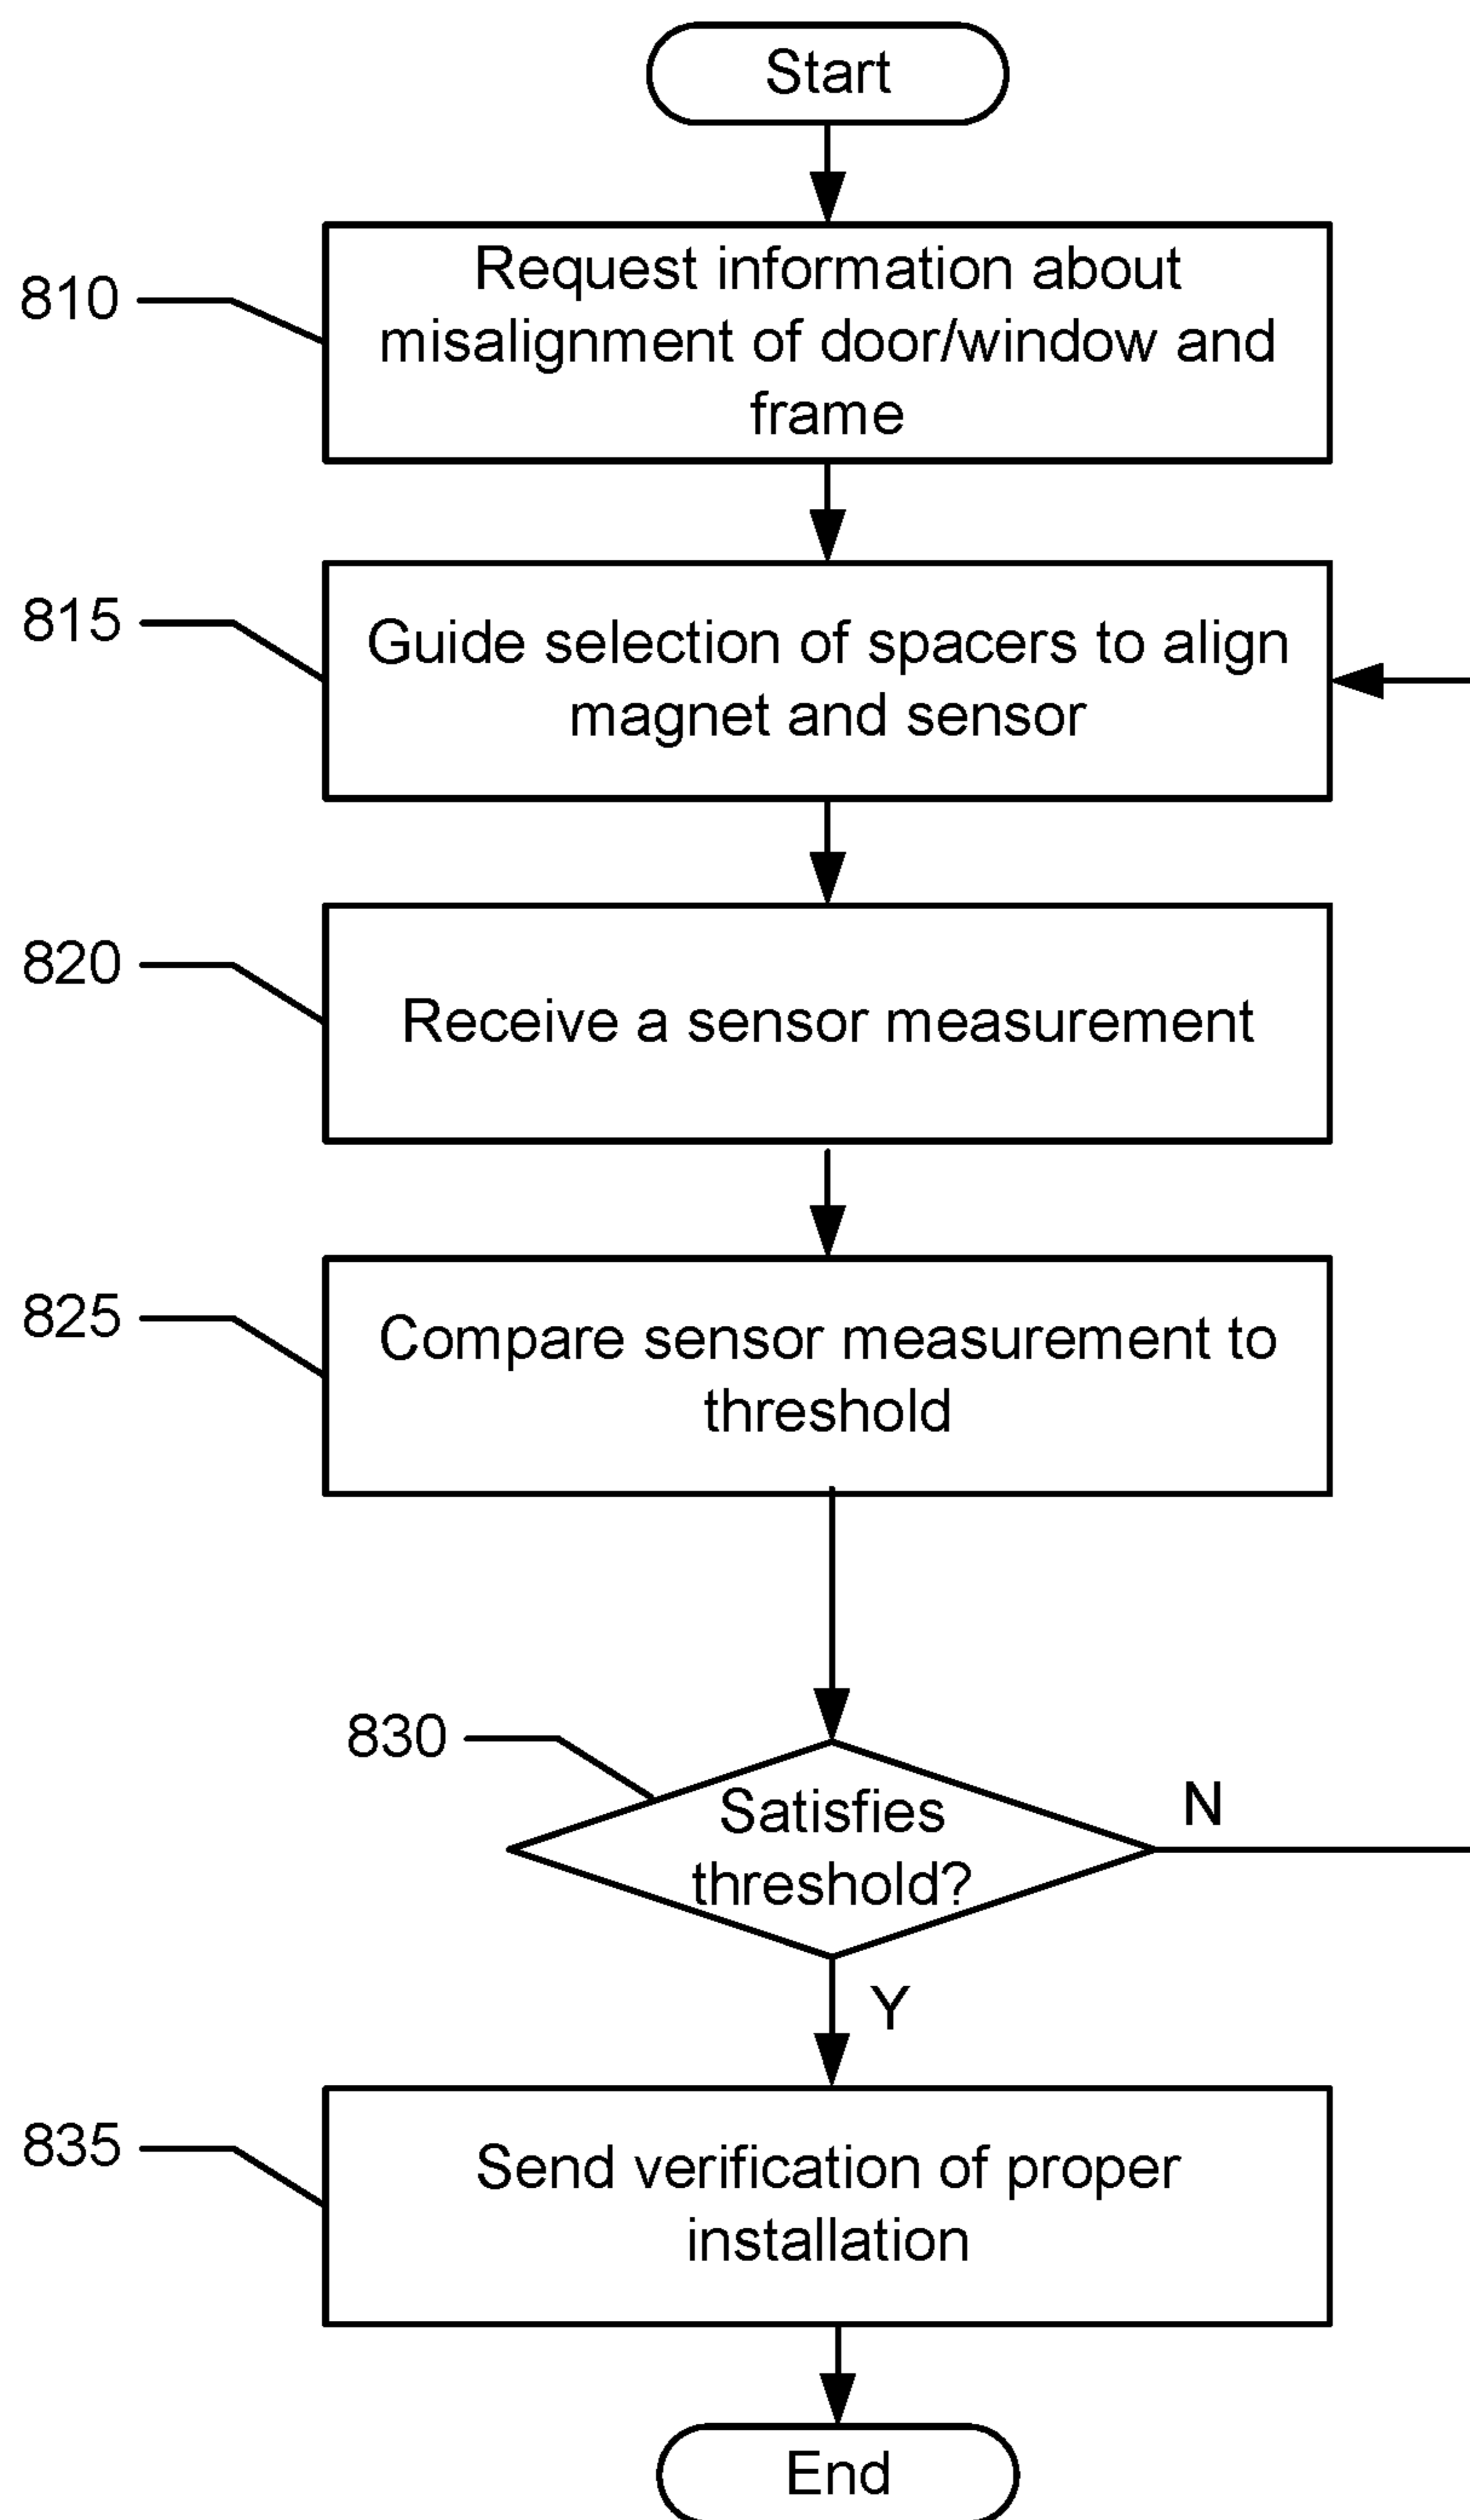 Start
810
Request information about
misalignment of door/window and
frame
815
Guide selection of spacers to align
magnet and sensor
820
Receive a sensor measurement
825
Compare sensor measurement to
threshold
830
Satisfies
threshold?
N
Y
835
Send verification of proper
installation
End